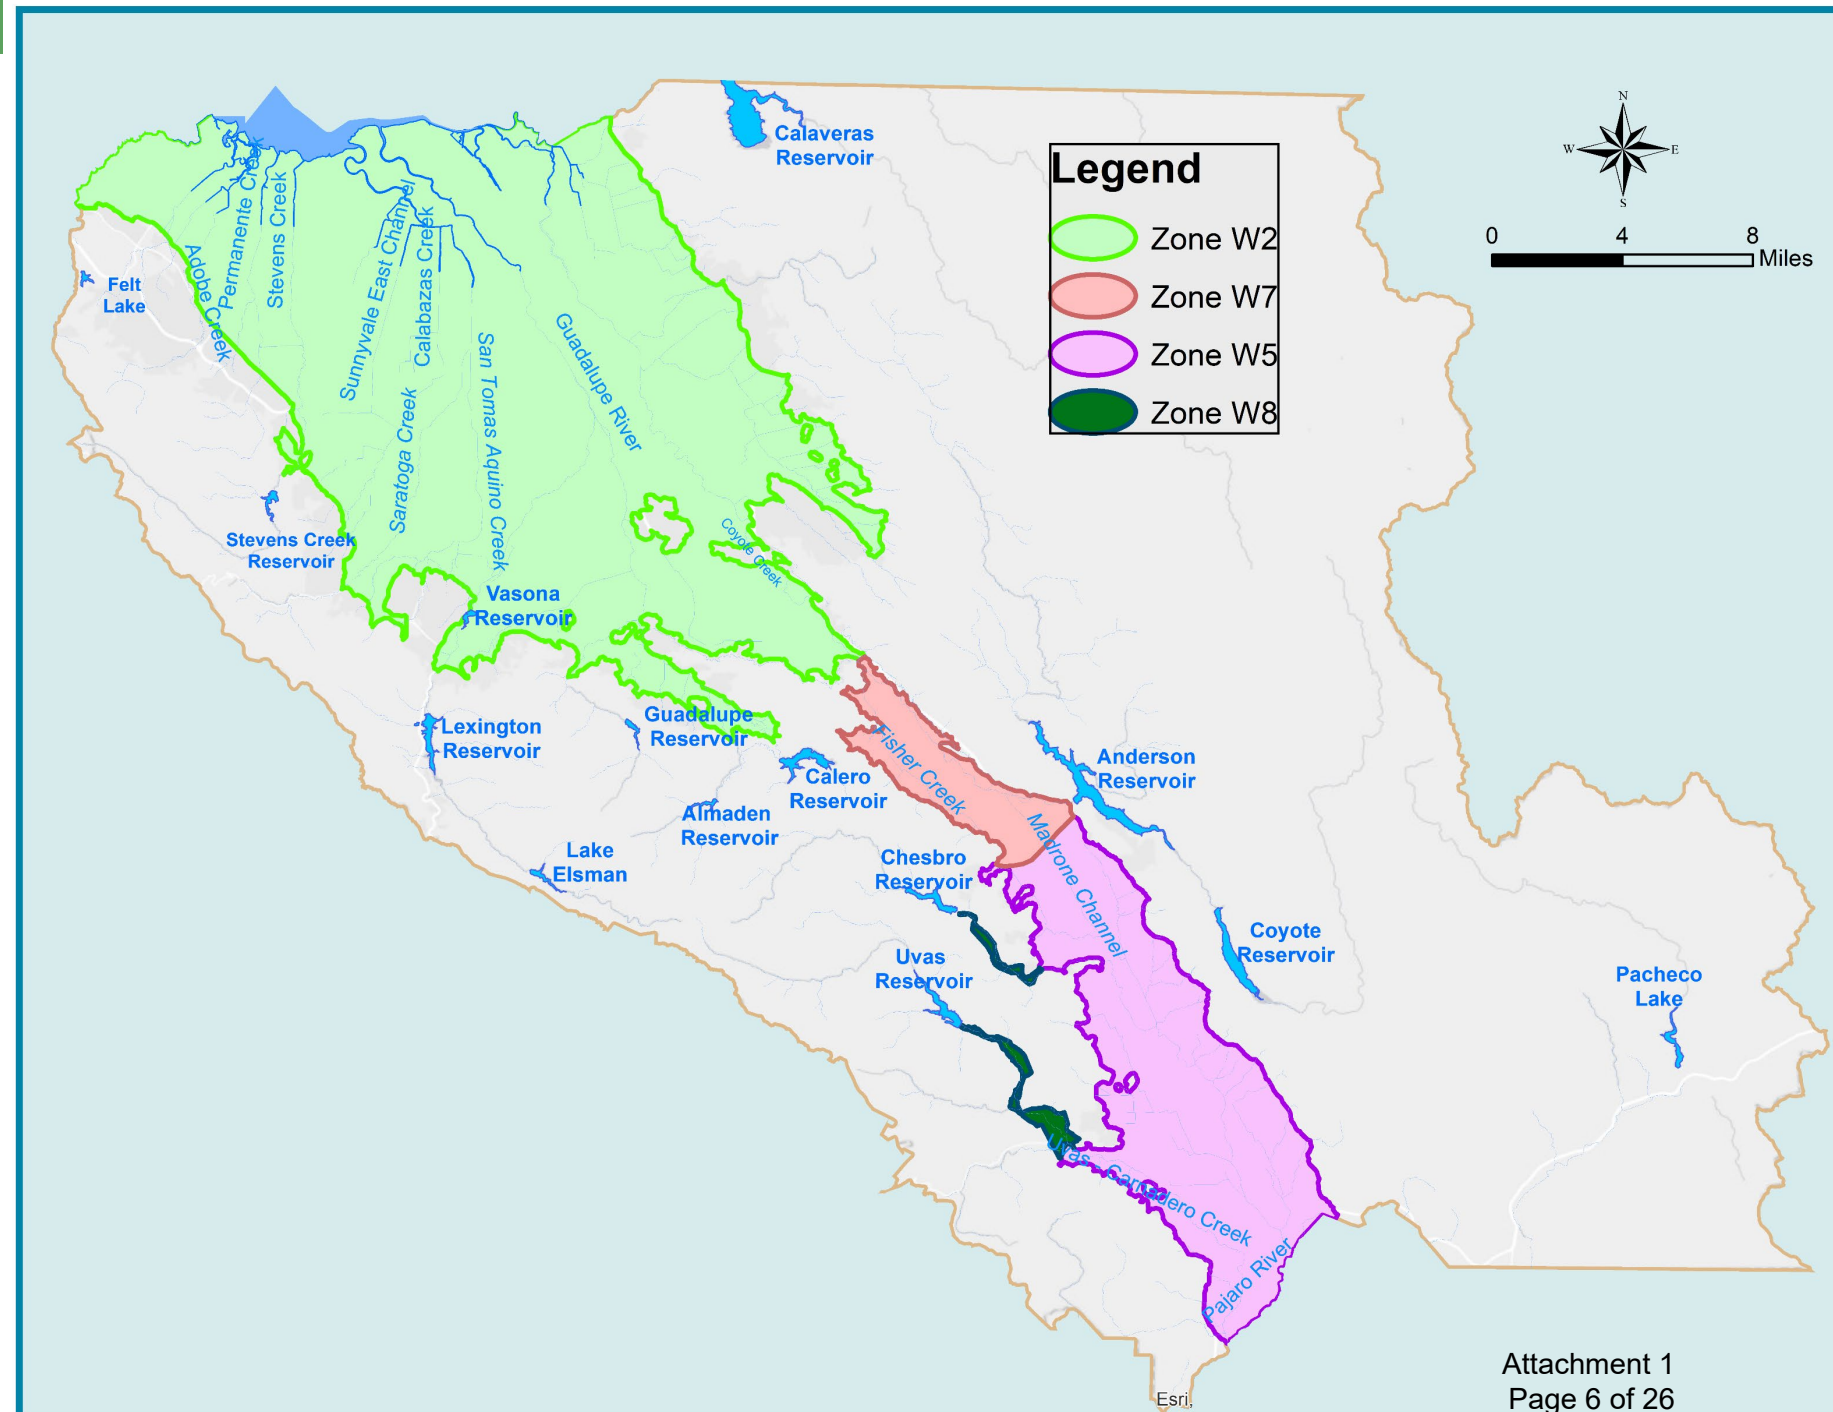 Calaveras
Reservoir
Legend
Zone W2
Zone W7
Zone W5
Zone W8
N
W
E
S
0 4 8
Miles
Felt
Lake
Adobe Creek
Permanente Creek
Stevens Creek
Sunnyvale East Channel
Calabazas Creek
Saratoga Creek
San Tomas Aquino Creek
Guadalupe River
Coyote Creek
Stevens Creek
Reservoir
Vasona
Reservoir
Lexington
Reservoir
Guadalupe
Reservoir
Calero
Reservoir
Almaden
Reservoir
Lake
Elsman
Fisher Creek
Anderson
Reservoir
Madrone Channel
Chesbro
Reservoir
Uvas
Reservoir
Coyote
Reservoir
Pacheco
Lake
Uvas - Carnadero Creek
Pajaro River
Esri,
Attachment 1
Page 6 of 26